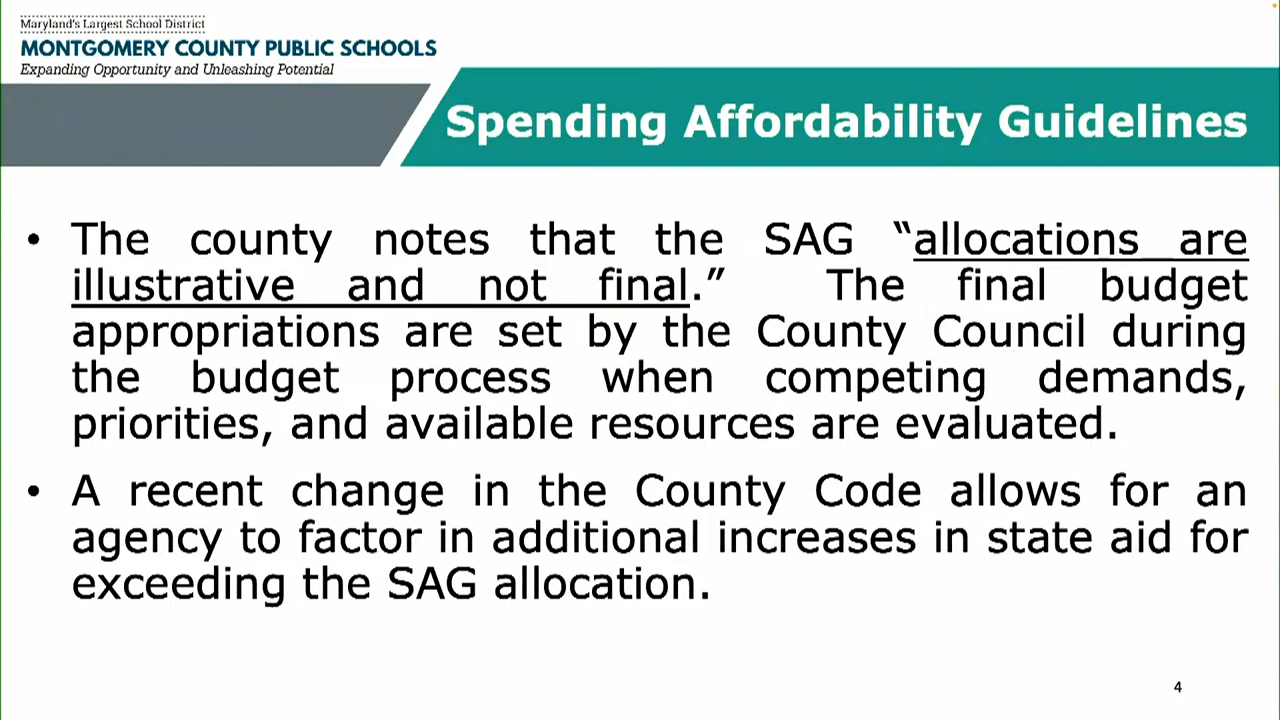 Maryland's Largest School District
MONTGOMERY COUNTY PUBLIC SCHOOLS
Expanding Opportunity and Unleashing Potential
Spending Affordability Guidelines
• The county notes that the SAG “allocations are
illustrative and not final.” The final budget
appropriations are set by the County Council during
the budget process when competing demands,
priorities, and available resources are evaluated.
• A recent change in the County Code allows for an
agency to factor in additional increases in state aid for
exceeding the SAG allocation.
4